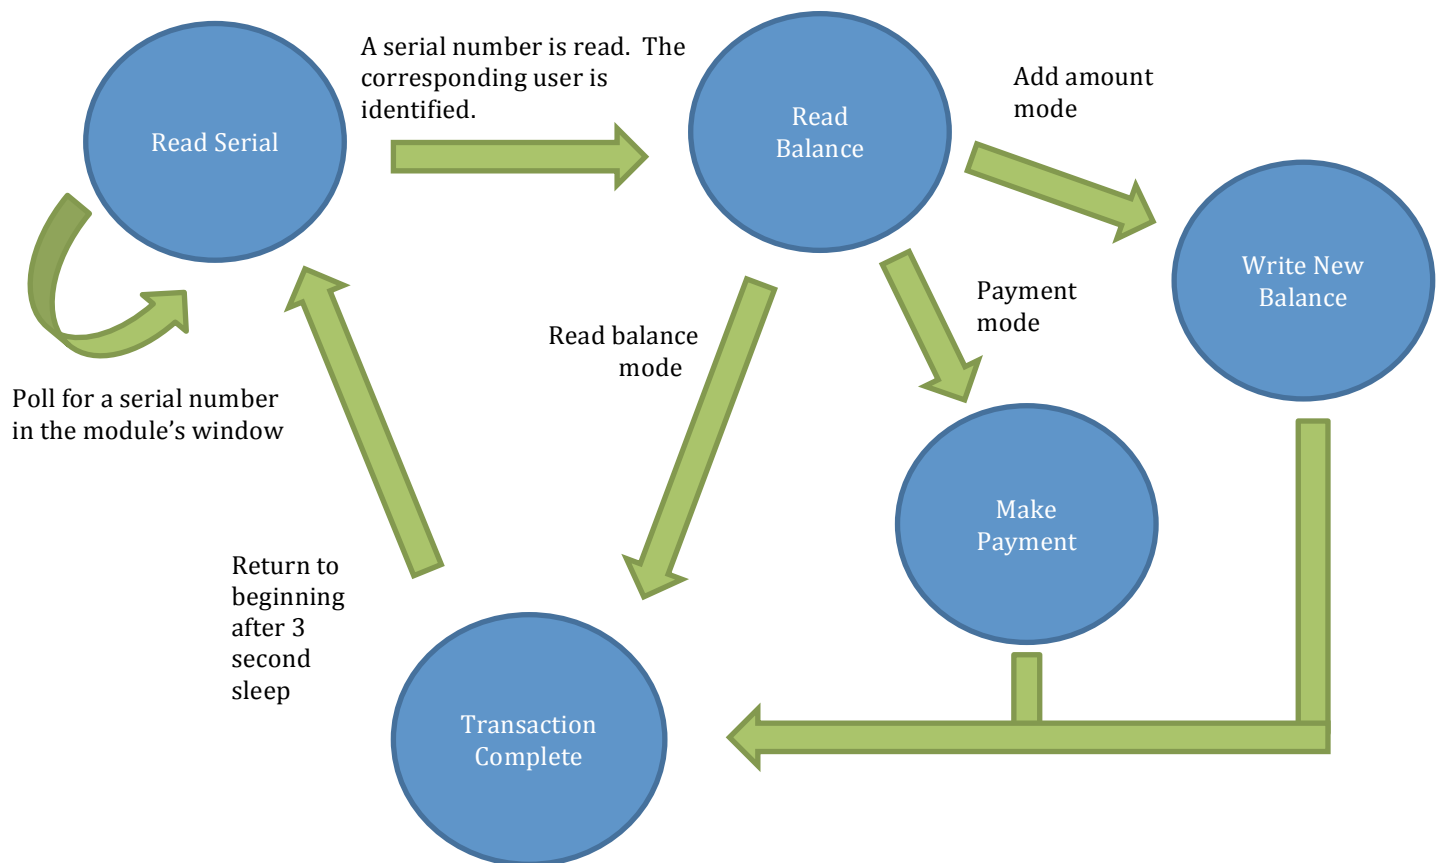 Read Serial
A serial number is read.  The
corresponding user is
identified.
Read
Balance
Add amount
mode
Write New
Balance
Payment
mode
Read balance
mode
Poll for a serial number
in the module’s window
Make
Payment
Return to
beginning
after 3
second
sleep
Transaction
Complete